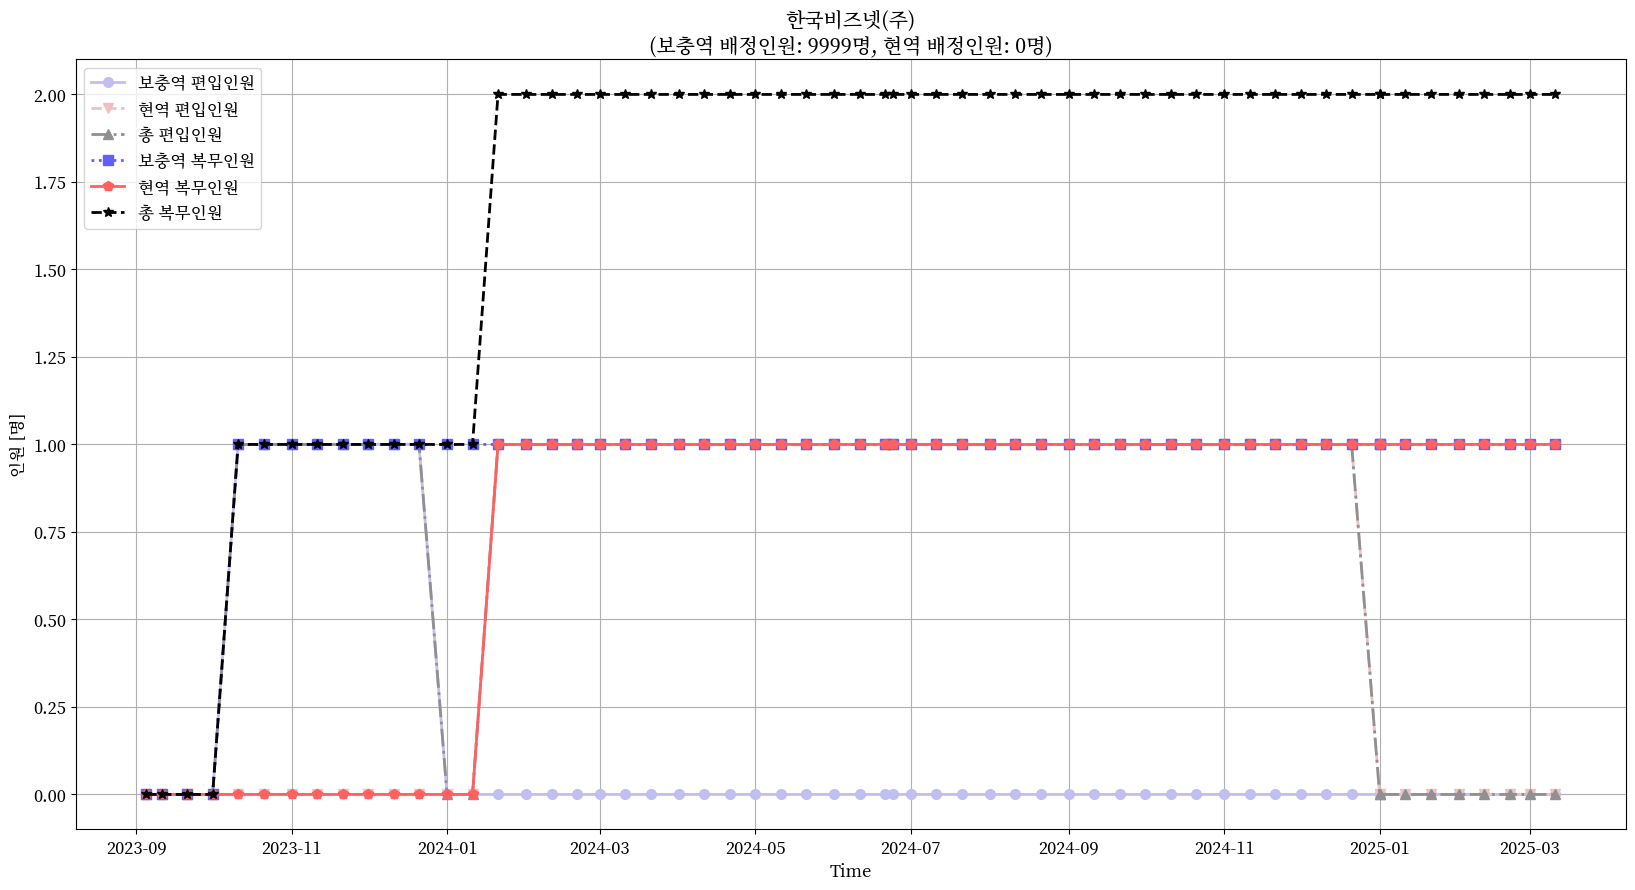 한국비즈넷(주)
(보충역 배정인원: 9999명, 현역 배정인원: 0명)
보충역 편입인원
현역 편입인원
총 편입인원
보충역 복무인원
현역 복무인원
총 복무인원
2.00
1.75
1.50
1.25
1.00
0.75
0.50
0.25
0.00
인원 [명]
2023-09 2023-11 2024-01 2024-03 2024-05 2024-07 2024-09 2024-11 2025-01 2025-03
Time